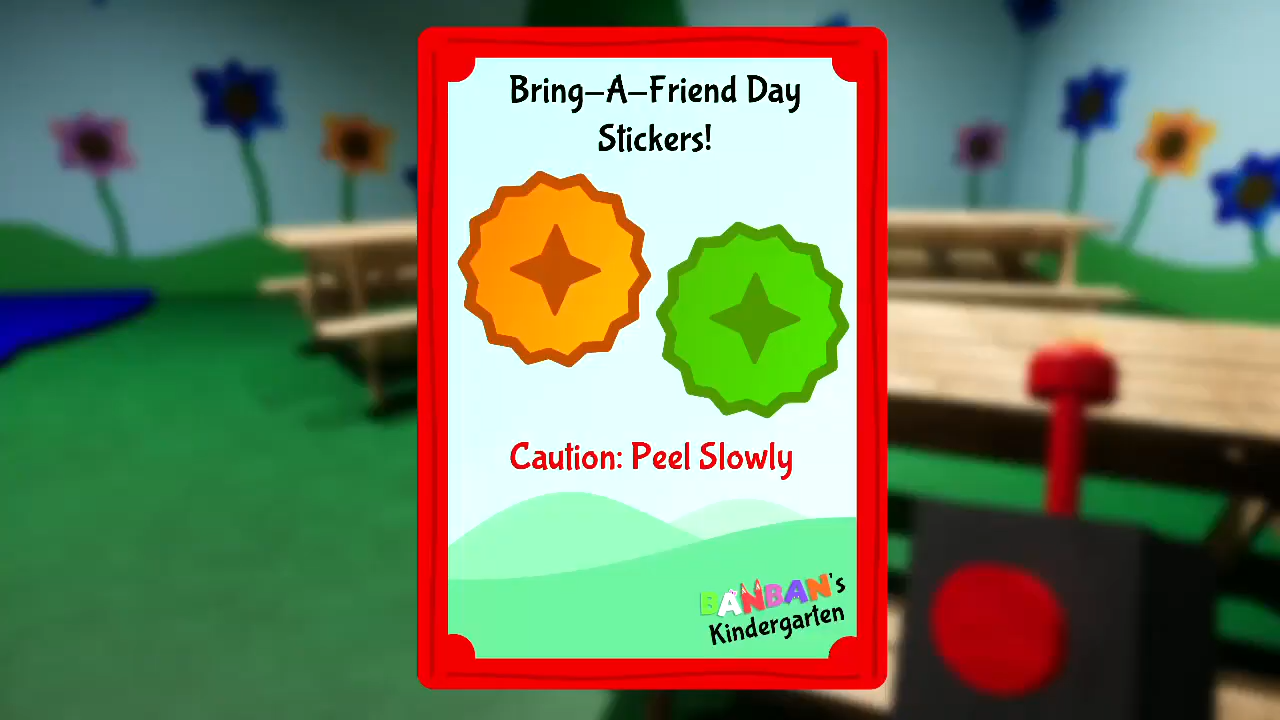 Bring-A-Friend Day
Stickers!
Caution: Peel Slowly
BANBAN's
Kindergarten